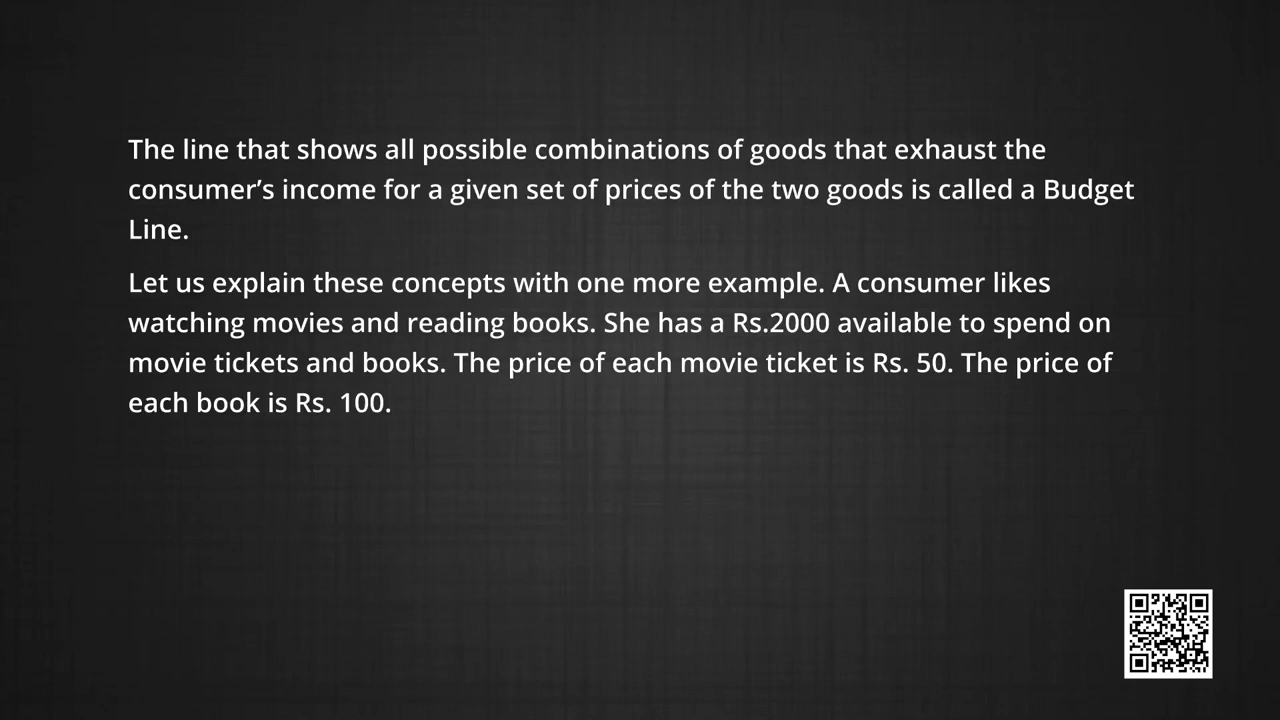 The line that shows all possible combinations of goods that exhaust the
consumer’s income for a given set of prices of the two goods is called a Budget
Line.
Let us explain these concepts with one more example. A consumer likes
watching movies and reading books. She has a Rs.2000 available to spend on
movie tickets and books. The price of each movie ticket is Rs. 50. The price of
each book is Rs. 100.